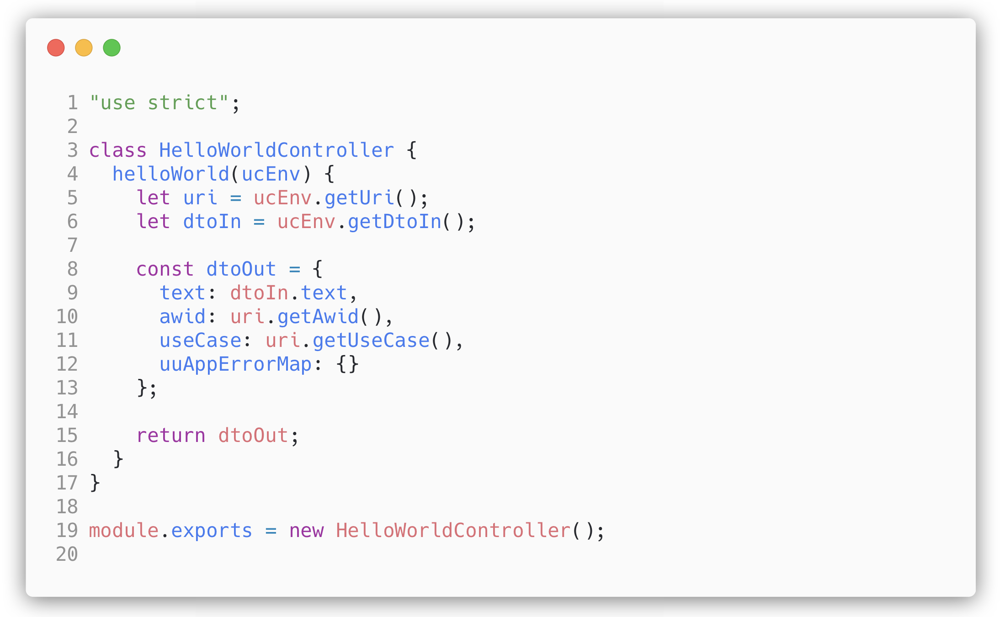 1 "use strict";
2
3 class HelloWorldController {
4   helloWorld(ucEnv) {
5     let uri = ucEnv.getUri();
6     let dtoIn = ucEnv.getDtoIn();
7
8     const dtoOut = {
9       text: dtoIn.text,
10       awid: uri.getAwid(),
11       useCase: uri.getUseCase(),
12       uuAppErrorMap: {}
13     };
14
15     return dtoOut;
16   }
17 }
18
19 module.exports = new HelloWorldController();
20